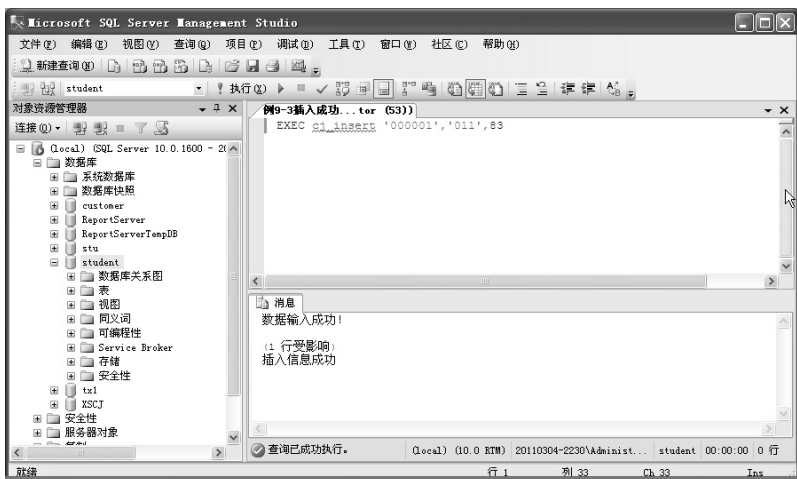 Microsoft SQL Server Management Studio
文件(F) 编辑(E) 视图(V) 查询(Q) 项目(P) 调试(D) 工具(T) 窗口(W) 社区(C) 帮助(H)
新建查询(N)
student 执行(X)
对象资源管理器
连接(O)
(local) (SQL Server 10.0.1600 - 20
数据库
系统数据库
数据库快照
customer
ReportServer
ReportServerTempDB
stu
student
数据库关系图
表
视图
同义词
可编程性
Service Broker
存储
安全性
tx1
XSCJ
安全性
服务器对象
例9-3插入成功...tor (53))
EXEC cj_insert '000001','011',83
消息
数据输入成功!
(1 行受影响)
插入信息成功
查询已成功执行。 (local) (10.0 RTM) 20110304-2230\Administ... student 00:00:00 0 行
就绪 行 1 列 33 Ch 33 Ins